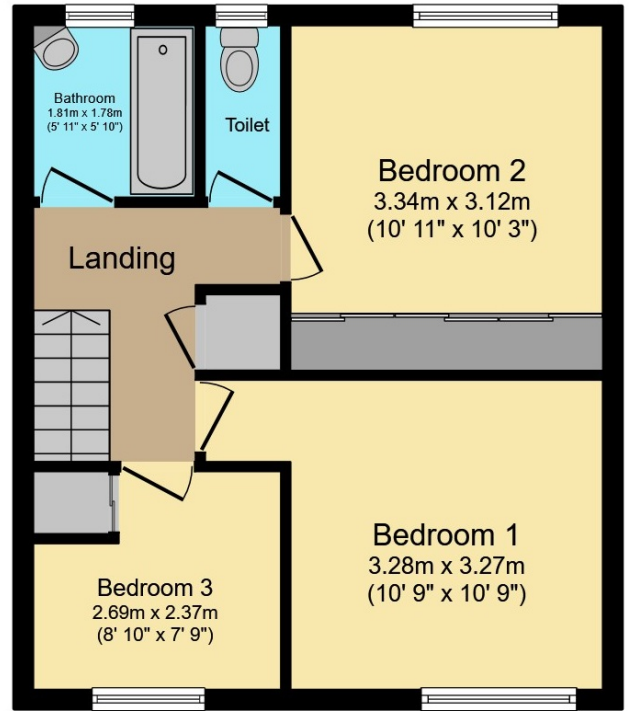 Bathroom
1.81m x 1.78m
(5' 11" x 5' 10")
Toilet
Bedroom 2
3.34m x 3.12m
(10' 11" x 10' 3")
Landing
Bedroom 1
3.28m x 3.27m
(10' 9" x 10' 9")
Bedroom 3
2.69m x 2.37m
(8' 10" x 7' 9")